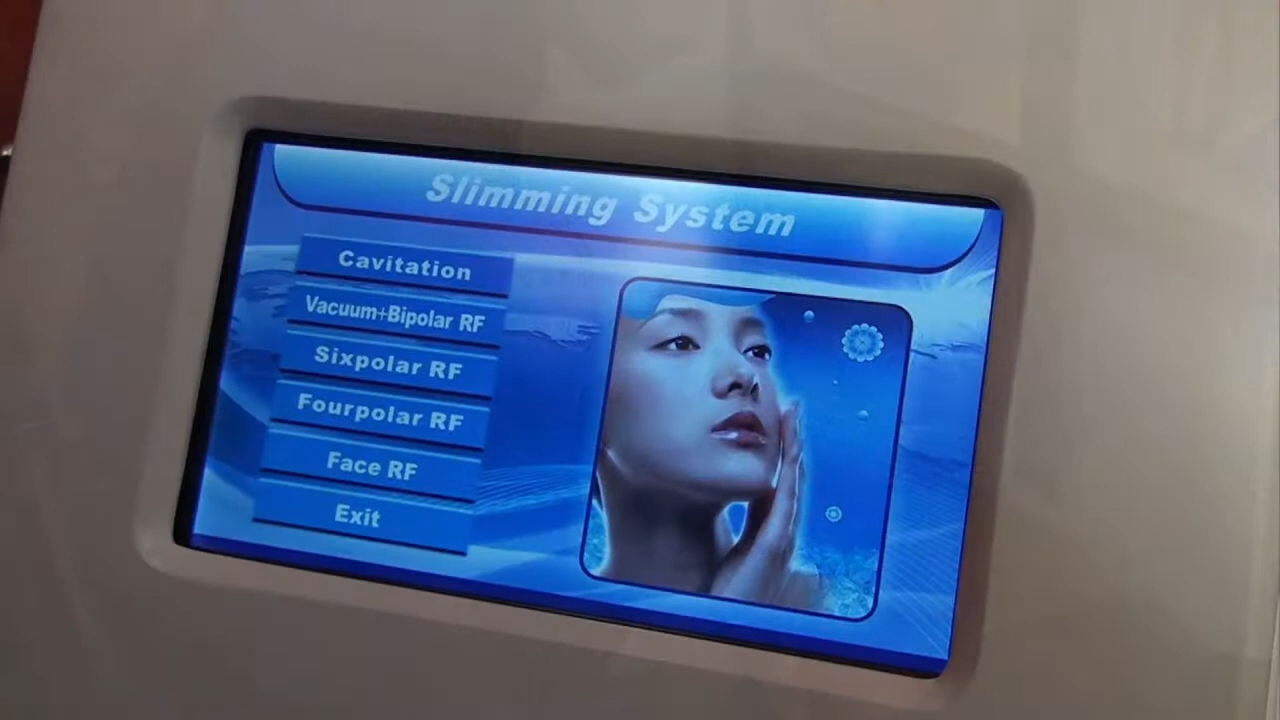 Slimming System
Cavitation
Vacuum+Bipolar RF
Sixpolar RF
Fourpolar RF
Face RF
Exit